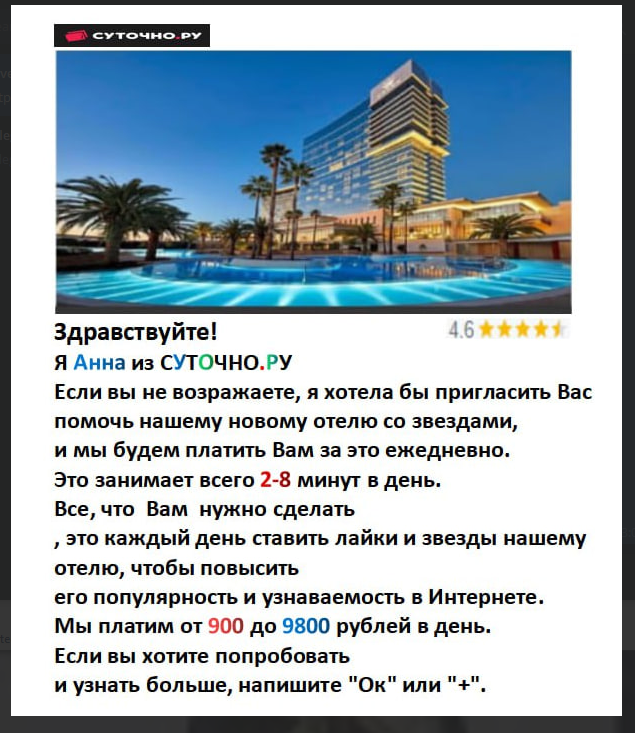 СУТОЧНО.РУ
Здравствуйте!
4.6
Я Анна из СУТОЧНО.РУ
Если вы не возражаете, я хотела бы пригласить Вас
помочь нашему новому отелю со звездами,
и мы будем платить Вам за это ежедневно.
Это занимает всего 2-8 минут в день.
Все, что Вам нужно сделать
, это каждый день ставить лайки и звезды нашему
отелю, чтобы повысить
его популярность и узнаваемость в Интернете.
Мы платим от 900 до 9800 рублей в день.
Если вы хотите попробовать
и узнать больше, напишите "Ок" или "+".